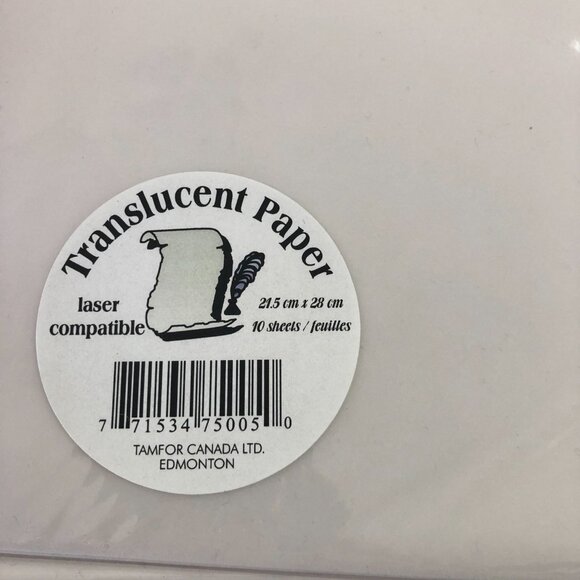 Translucent Paper
laser
compatible
21.5 cm x 28 cm
10 sheets / feuilles
7 71534 75005 0
TAMFOR CANADA LTD.
EDMONTON